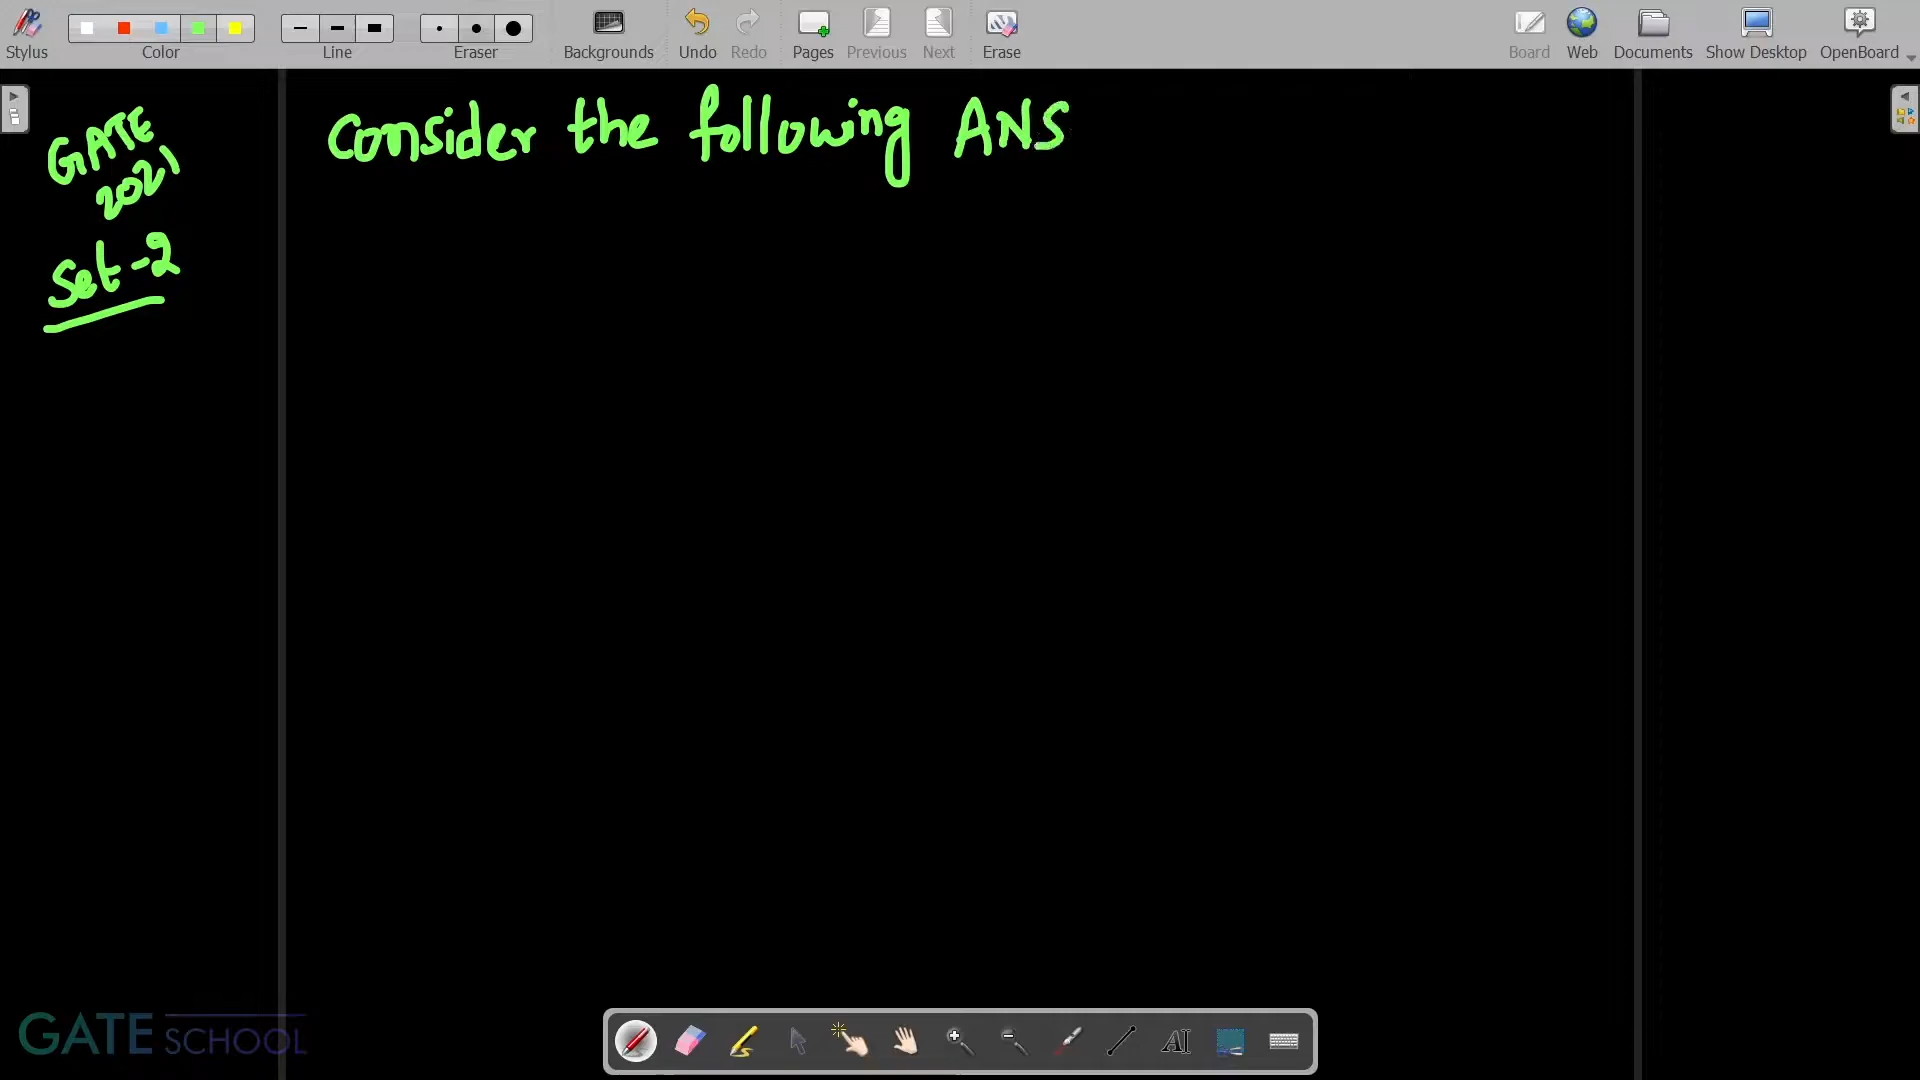 Stylus
Color
Line
Eraser
Backgrounds
Undo
Redo
Pages
Previous
Next
Erase
Board
Web
Documents
Show Desktop
OpenBoard
GATE
2021
Set-2
Consider the following ANS
AI
GATE SCHOOL